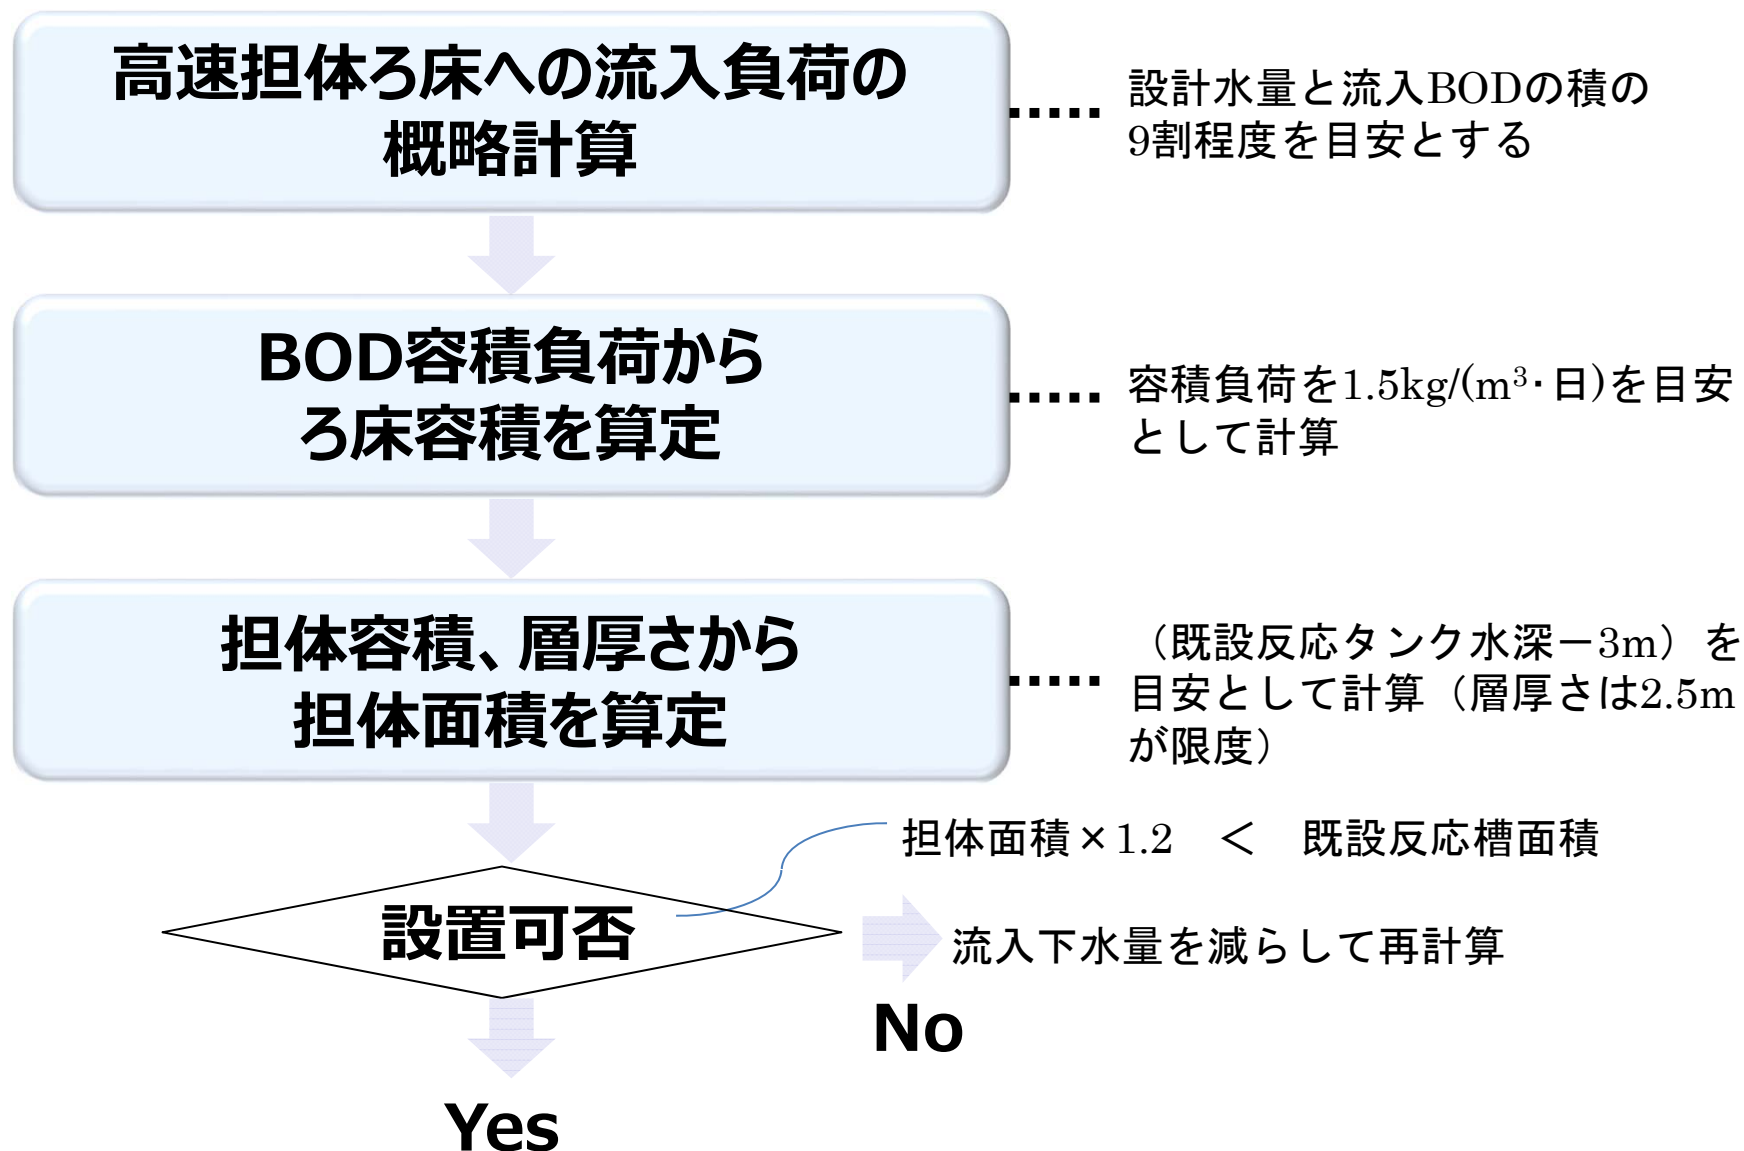 高速担体ろ床への流入負荷の
概略計算
設計水量と流入BODの積の
9割程度を目安とする
BOD容積負荷から
ろ床容積を算定
容積負荷を1.5kg/(m³･日)を目安
として計算
担体容積、層厚さから
担体面積を算定
（既設反応タンク水深－3m）を
目安として計算（層厚さは2.5m
が限度）
担体面積×1.2　＜　既設反応槽面積
設置可否
流入下水量を減らして再計算
No
Yes